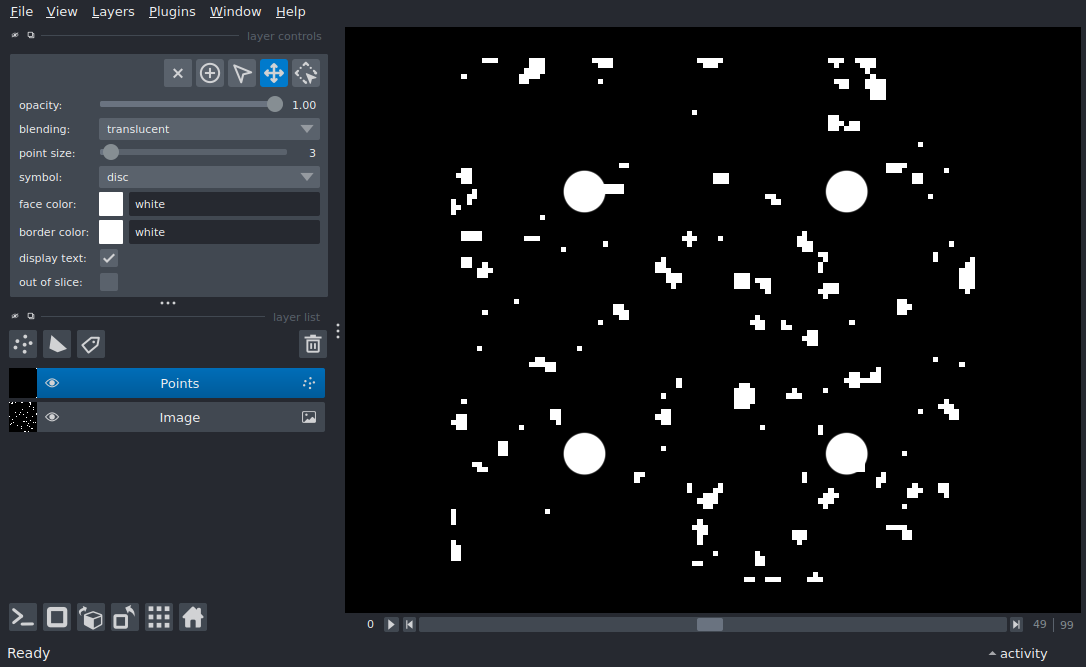 File View Layers Plugins Window Help
layer controls
opacity: 1.00
blending: translucent
point size: 3
symbol: disc
face color: white
border color: white
display text:
out of slice:
layer list
Points
Image
0 49 99
Ready activity